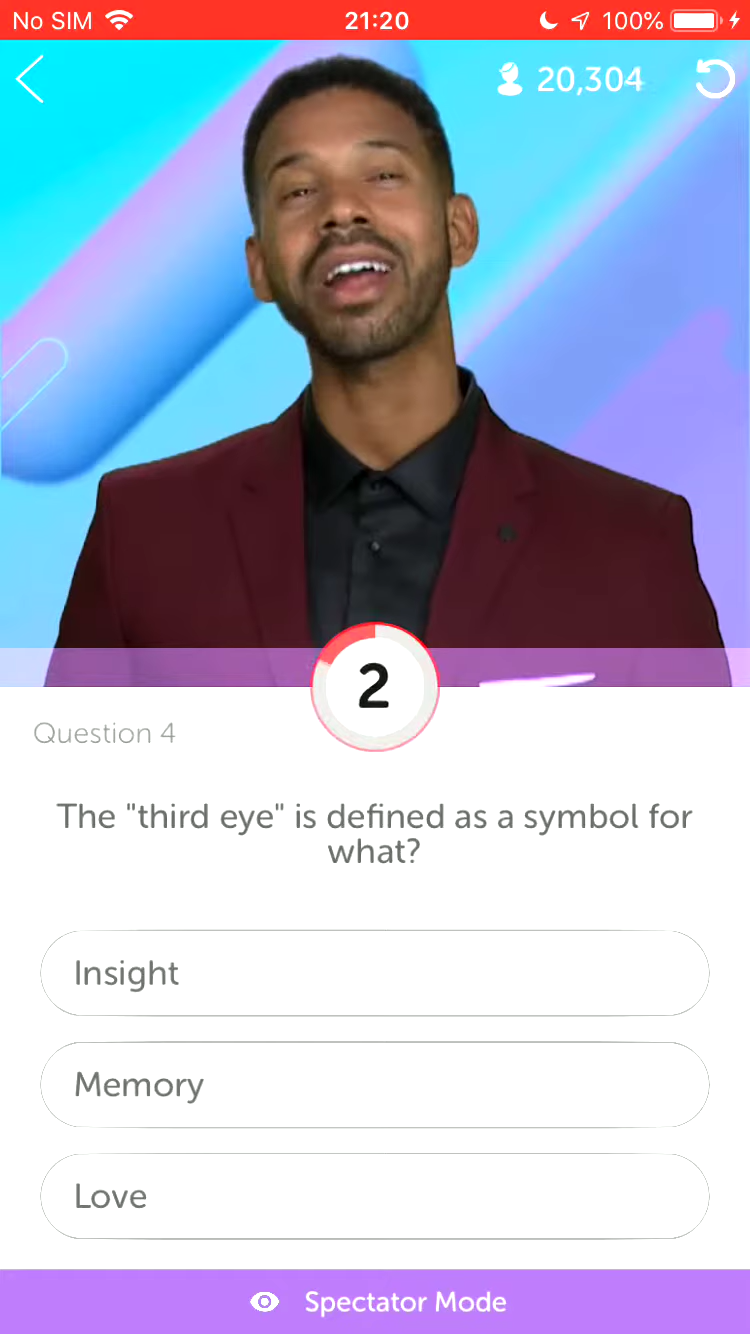 No SIM 21:20 100%
20,304
2
Question 4
The "third eye" is defined as a symbol for
what?
Insight
Memory
Love
Spectator Mode